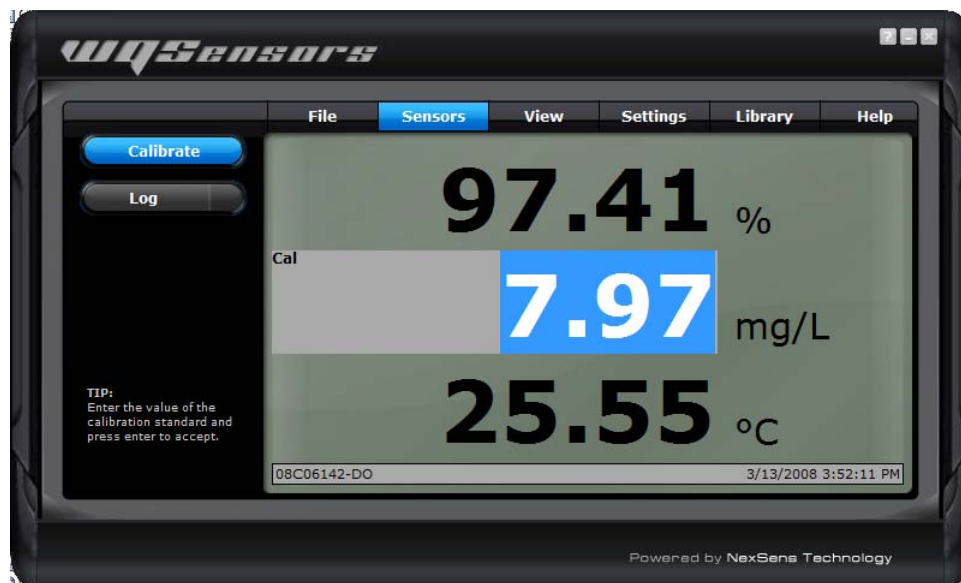 WQSensors
File Sensors View Settings Library Help
Calibrate
Log
97.41 %
Cal
7.97 mg/L
25.55 °C
TIP:
Enter the value of the
calibration standard and
press enter to accept.
08C06142-DO 3/13/2008 3:52:11 PM
Powered by NexSens Technology